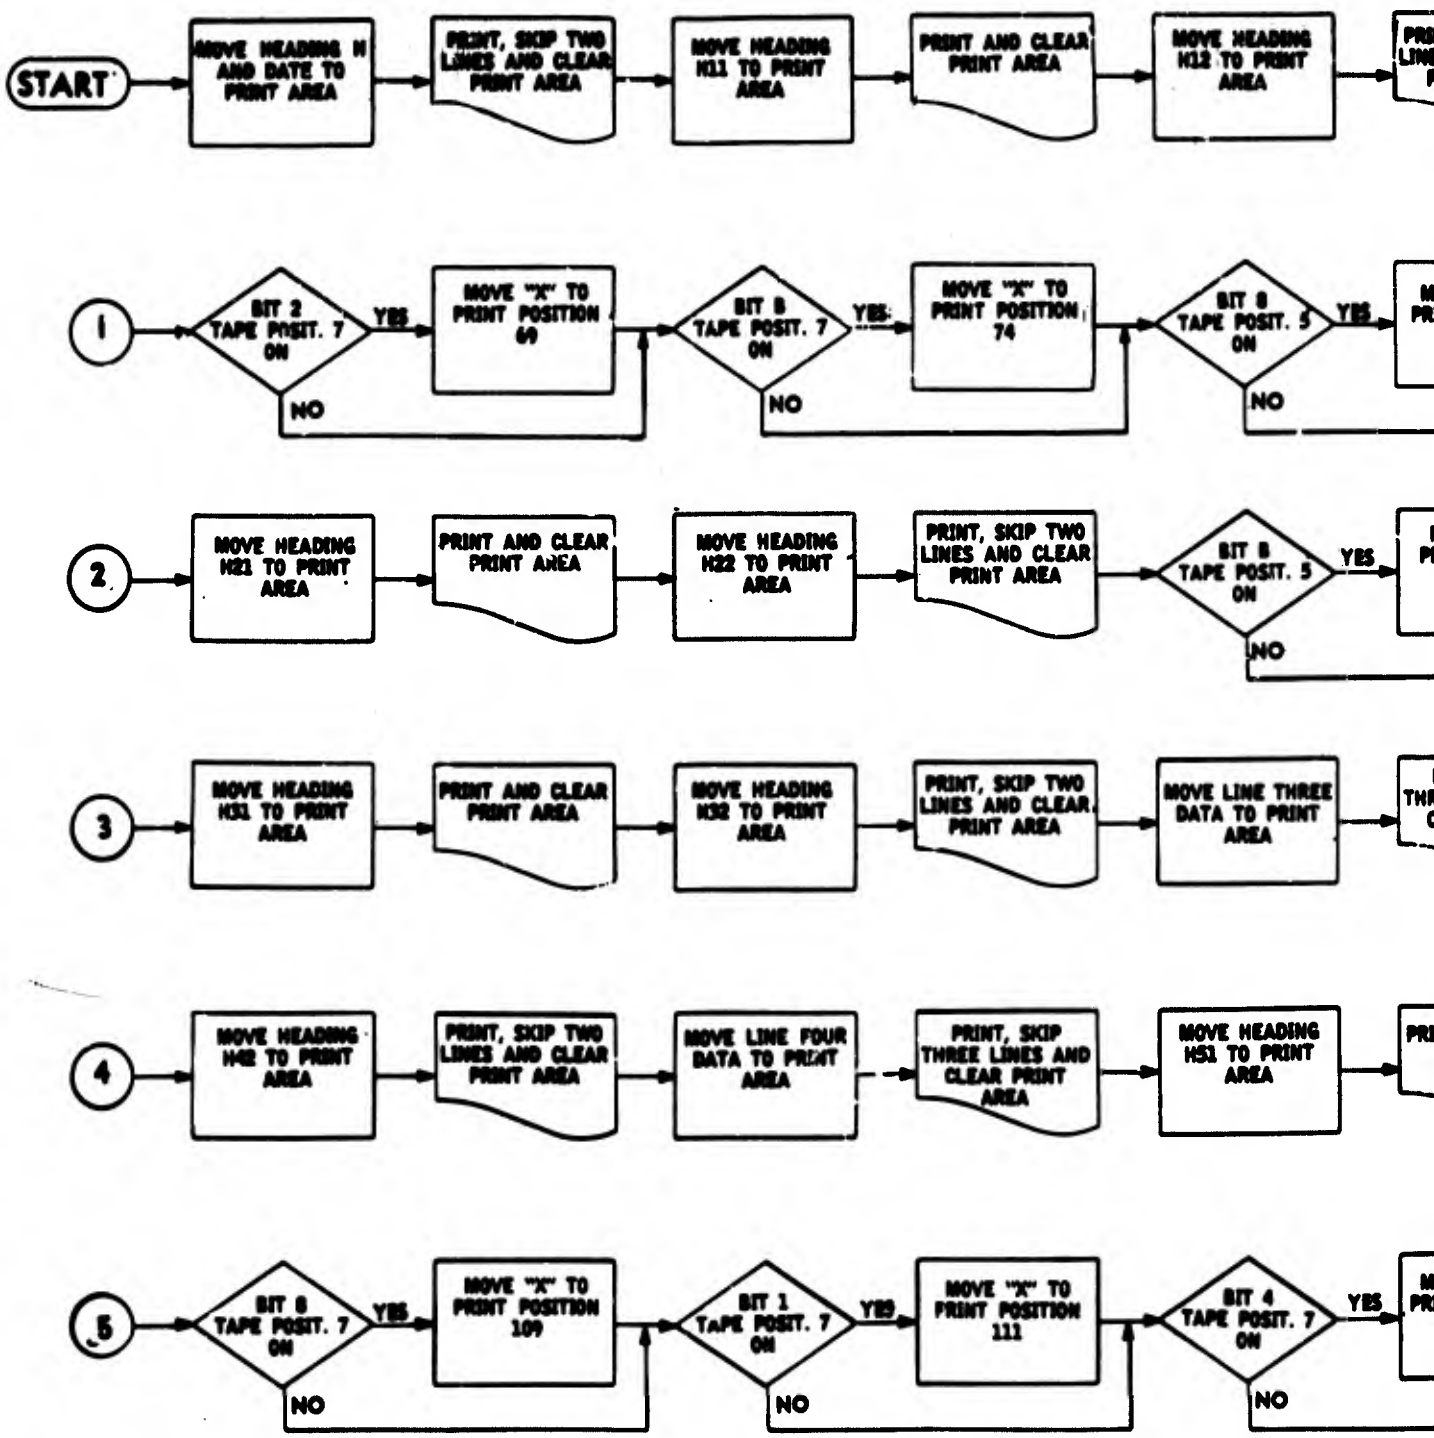 START
MOVE HEADING H
AND DATE TO
PRINT AREA
PRINT, SKIP TWO
LINES AND CLEAR
PRINT AREA
MOVE HEADING
H11 TO PRINT
AREA
PRINT AND CLEAR
PRINT AREA
MOVE HEADING
H12 TO PRINT
AREA
PRI
LINE
P
1
BIT 2
TAPE POSIT. 7
ON
YES
NO
MOVE "X" TO
PRINT POSITION
69
BIT B
TAPE POSIT. 7
ON
YES
NO
MOVE "X" TO
PRINT POSITION
74
BIT 8
TAPE POSIT. 5
ON
YES
NO
M
PR
2
MOVE HEADING
H21 TO PRINT
AREA
PRINT AND CLEAR
PRINT AREA
MOVE HEADING
H22 TO PRINT
AREA
PRINT, SKIP TWO
LINES AND CLEAR
PRINT AREA
BIT B
TAPE POSIT. 5
ON
YES
NO
3
MOVE HEADING
H31 TO PRINT
AREA
PRINT AND CLEAR
PRINT AREA
MOVE HEADING
H32 TO PRINT
AREA
PRINT, SKIP TWO
LINES AND CLEAR
PRINT AREA
MOVE LINE THREE
DATA TO PRINT
AREA
THR
C
4
MOVE HEADING
H42 TO PRINT
AREA
PRINT, SKIP TWO
LINES AND CLEAR
PRINT AREA
MOVE LINE FOUR
DATA TO PRINT
AREA
PRINT, SKIP
THREE LINES AND
CLEAR PRINT
AREA
MOVE HEADING
H51 TO PRINT
AREA
PRI
5
BIT 8
TAPE POSIT. 7
ON
YES
NO
MOVE "X" TO
PRINT POSITION
109
BIT 1
TAPE POSIT. 7
ON
YES
NO
MOVE "X" TO
PRINT POSITION
111
BIT 4
TAPE POSIT. 7
ON
YES
NO
M
PRI